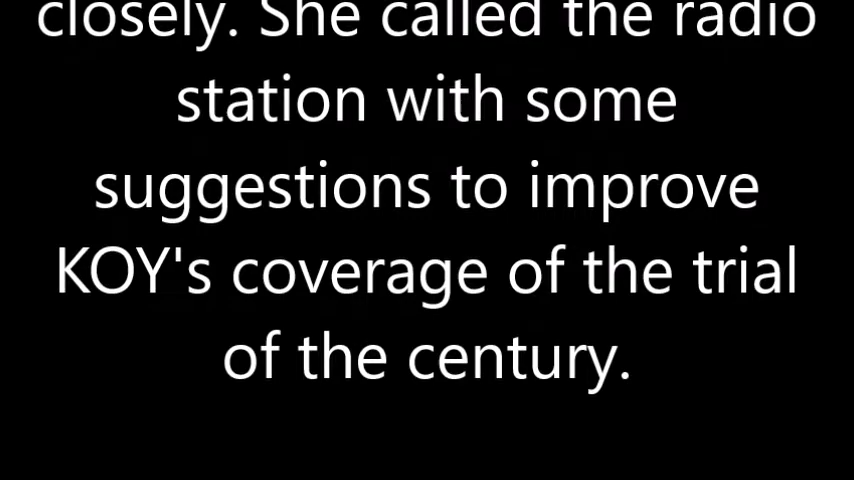 closely. She called the radio
station with some
suggestions to improve
KOY's coverage of the trial
of the century.